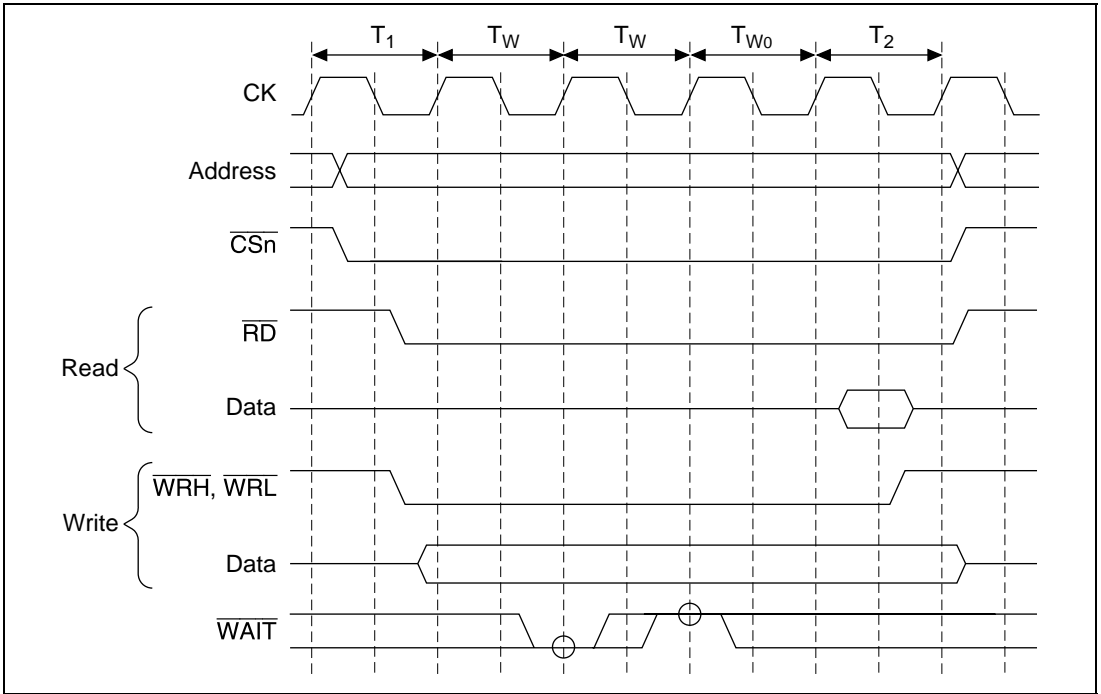 T1 TW TW TW0 T2
CK
Address
CSn
RD
Read
Data
WRH, WRL
Write
Data
WAIT